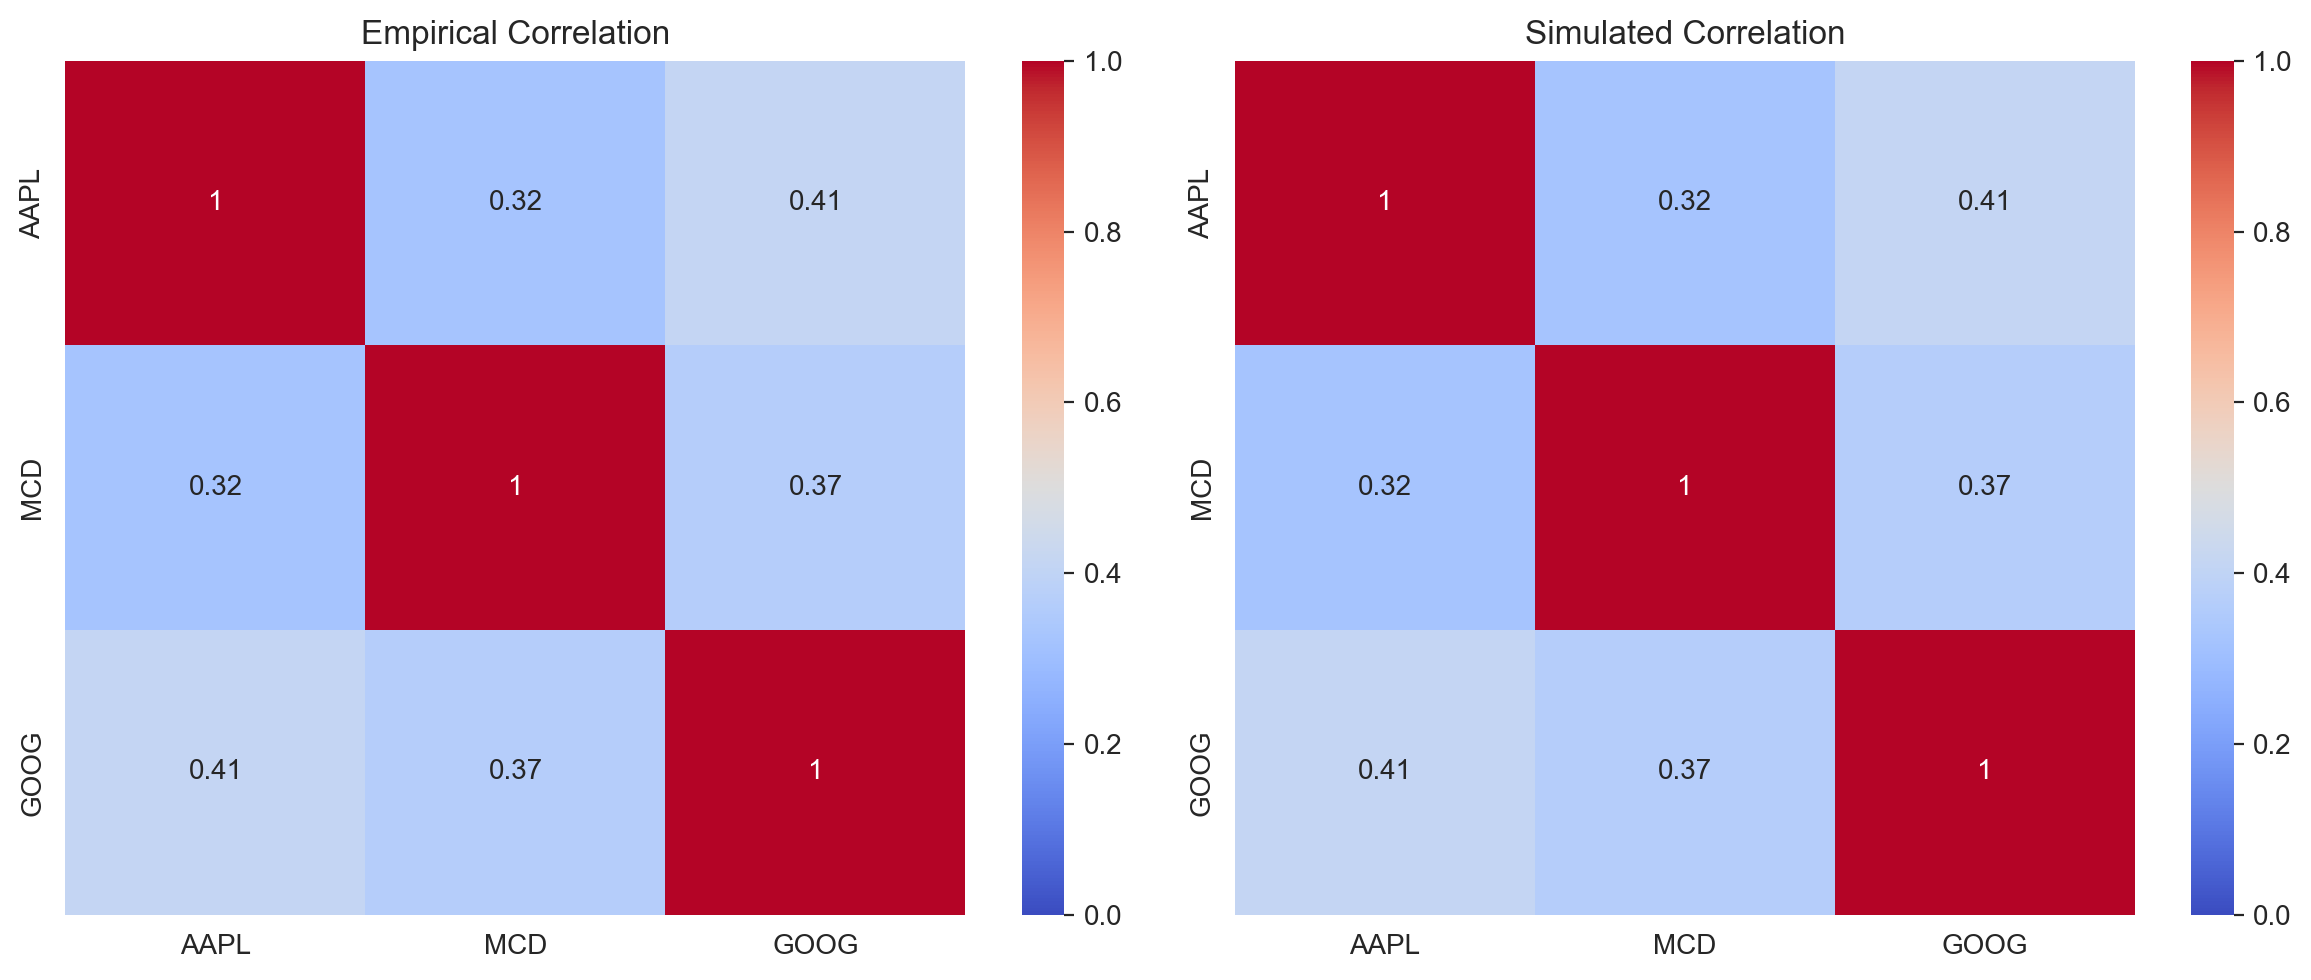 Empirical Correlation
AAPL 1 0.32 0.41
MCD 0.32 1 0.37
GOOG 0.41 0.37 1
AAPL MCD GOOG
1.0
0.8
0.6
0.4
0.2
0.0
Simulated Correlation
AAPL 1 0.32 0.41
MCD 0.32 1 0.37
GOOG 0.41 0.37 1
AAPL MCD GOOG
1.0
0.8
0.6
0.4
0.2
0.0